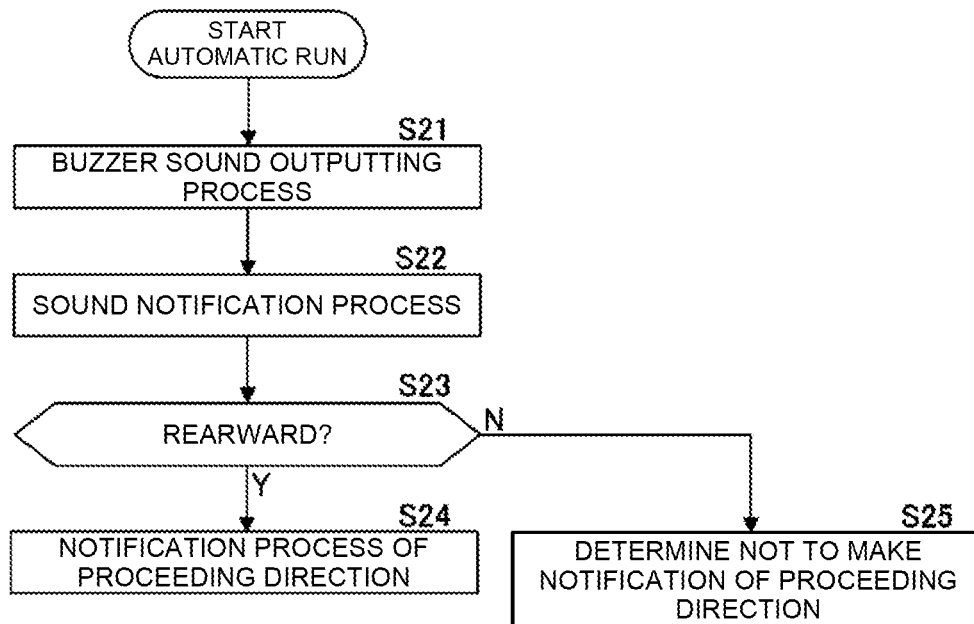 START
AUTOMATIC RUN
S21
BUZZER SOUND OUTPUTTING
PROCESS
S22
SOUND NOTIFICATION PROCESS
S23
REARWARD?
N
Y
S24
NOTIFICATION PROCESS OF
PROCEEDING DIRECTION
S25
DETERMINE NOT TO MAKE
NOTIFICATION OF PROCEEDING
DIRECTION